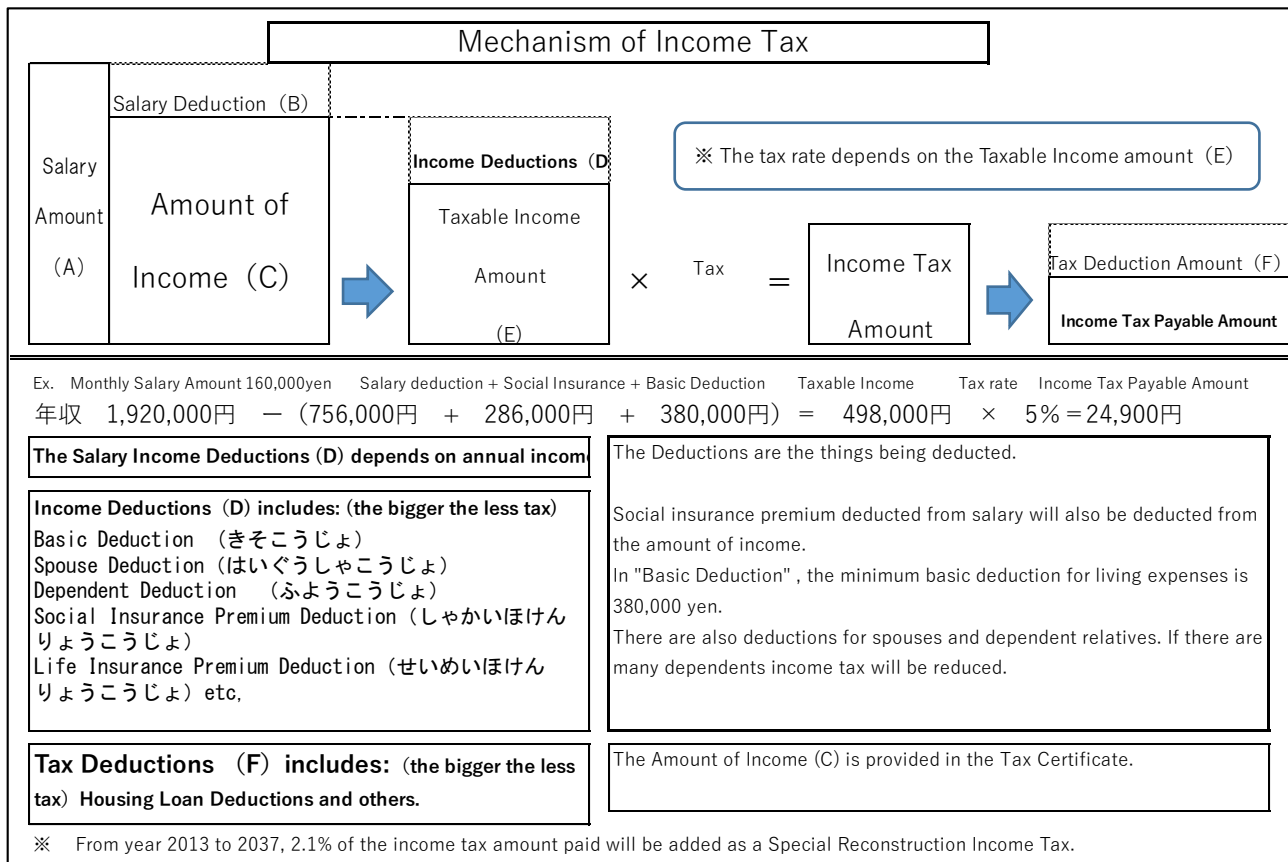 Mechanism of Income Tax
Salary Deduction（B）
Salary
Amount
（A）
Amount of
Income（C）
Income Deductions（D
Taxable Income
Amount
（E）
×
Tax
＝
※ The tax rate depends on the Taxable Income amount（E）
Income Tax
Amount
Tax Deduction Amount（F）
Income Tax Payable Amount
Ex. Monthly Salary Amount 160,000yen Salary deduction + Social Insurance + Basic Deduction Taxable Income Tax rate Income Tax Payable Amount
年収 1,920,000円 －（756,000円 + 286,000円 + 380,000円） = 498,000円 × 5%＝24,900円
The Salary Income Deductions (D) depends on annual incom
Income Deductions（D) includes: (the bigger the less tax)
Basic Deduction （きそこうじょ）
Spouse Deduction（はいぐうしゃこうじょ）
Dependent Deduction （ふようこうじょ）
Social Insurance Premium Deduction（しゃかいほけん
りょうこうじょ）
Life Insurance Premium Deduction（せいめいほけん
りょうこうじょ）etc,
The Deductions are the things being deducted.
Social insurance premium deducted from salary will also be deducted from
the amount of income.
In "Basic Deduction" , the minimum basic deduction for living expenses is
380,000 yen.
There are also deductions for spouses and dependent relatives. If there are
many dependents income tax will be reduced.
Tax Deductions （F）includes: (the bigger the less
tax）Housing Loan Deductions and others.
The Amount of Income (C) is provided in the Tax Certificate.
※ From year 2013 to 2037, 2.1% of the income tax amount paid will be added as a Special Reconstruction Income Tax.